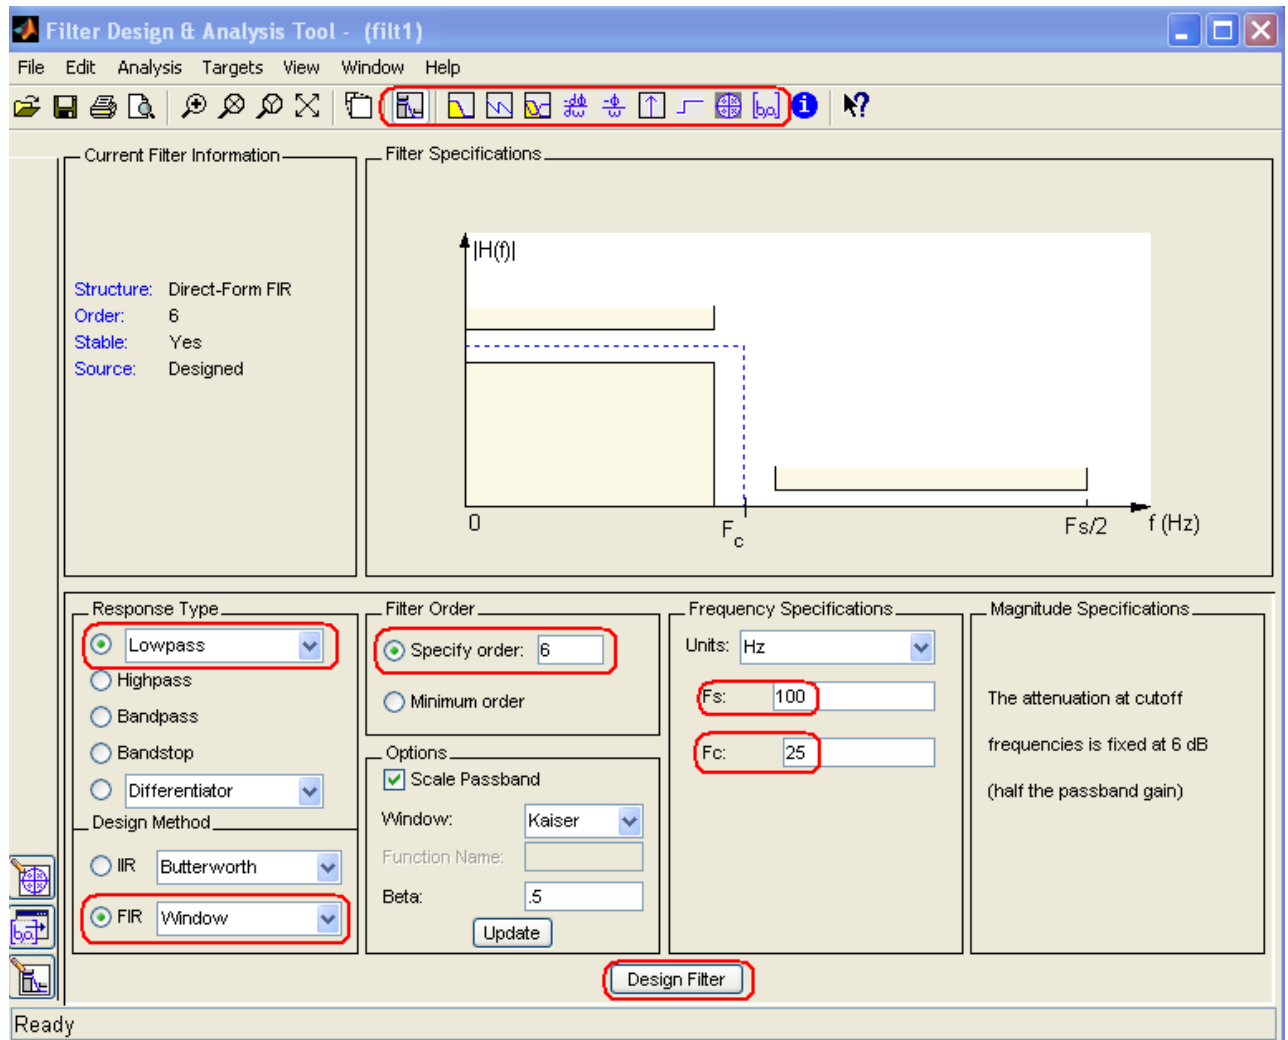 Filter Design & Analysis Tool - (filt1)
File Edit Analysis Targets View Window Help
Current Filter Information
Structure: Direct-Form FIR
Order: 6
Stable: Yes
Source: Designed
Filter Specifications
|H(f)|
0
Fc
Fs/2
f (Hz)
Response Type
Lowpass
Highpass
Bandpass
Bandstop
Differentiator
Design Method
IIR Butterworth
FIR Window
Filter Order
Specify order: 6
Minimum order
Options
Scale Passband
Window: Kaiser
Function Name:
Beta: .5
Update
Frequency Specifications
Units: Hz
Fs: 100
Fc: 25
Magnitude Specifications
The attenuation at cutoff
frequencies is fixed at 6 dB
(half the passband gain)
Design Filter
Ready